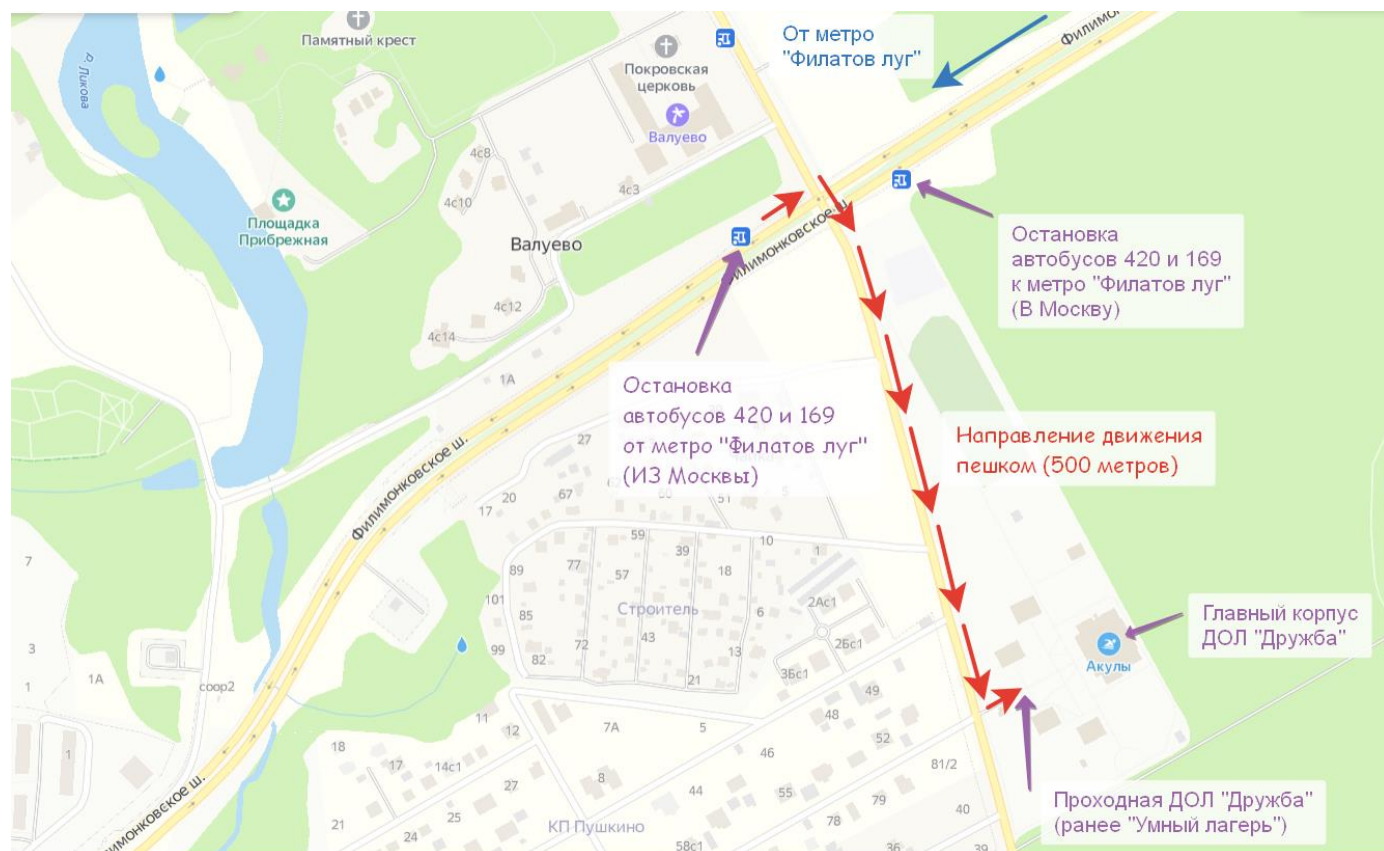 Памятный крест
р. Ликова
Покровская
церковь
Валуево
От метро
"Филатов луг"
Филимонковское
4с8
4с10
4с3
Площадка
Прибрежная
Валуево
Филимонковское ш.
Филимонковское ш.
Остановка
автобусов 420 и 169
к метро "Филатов луг"
(В Москву)
4с12
4с14
1А
Остановка
автобусов 420 и 169
от метро "Филатов луг"
(ИЗ Москвы)
Направление движения
пешком (500 метров)
Филимонковское ш.
27
20
67
17
51
5
59
39
10
1
89
77
57
18
7
101
85
Строитель
6
2Ас1
43
2Бс1
99
82
72
13
21
3Бс1
3
1
1А
соор2
Главный корпус
ДОЛ "Дружба"
Акулы
49
48
52
11
12
7А
5
46
18
17
14с1
8
1
27
44
55
79
81/2
40
21
25
24
КП Пушкино
78
58с1
36
39
Проходная ДОЛ "Дружба"
(ранее "Умный лагерь")
Филимонковское ш.